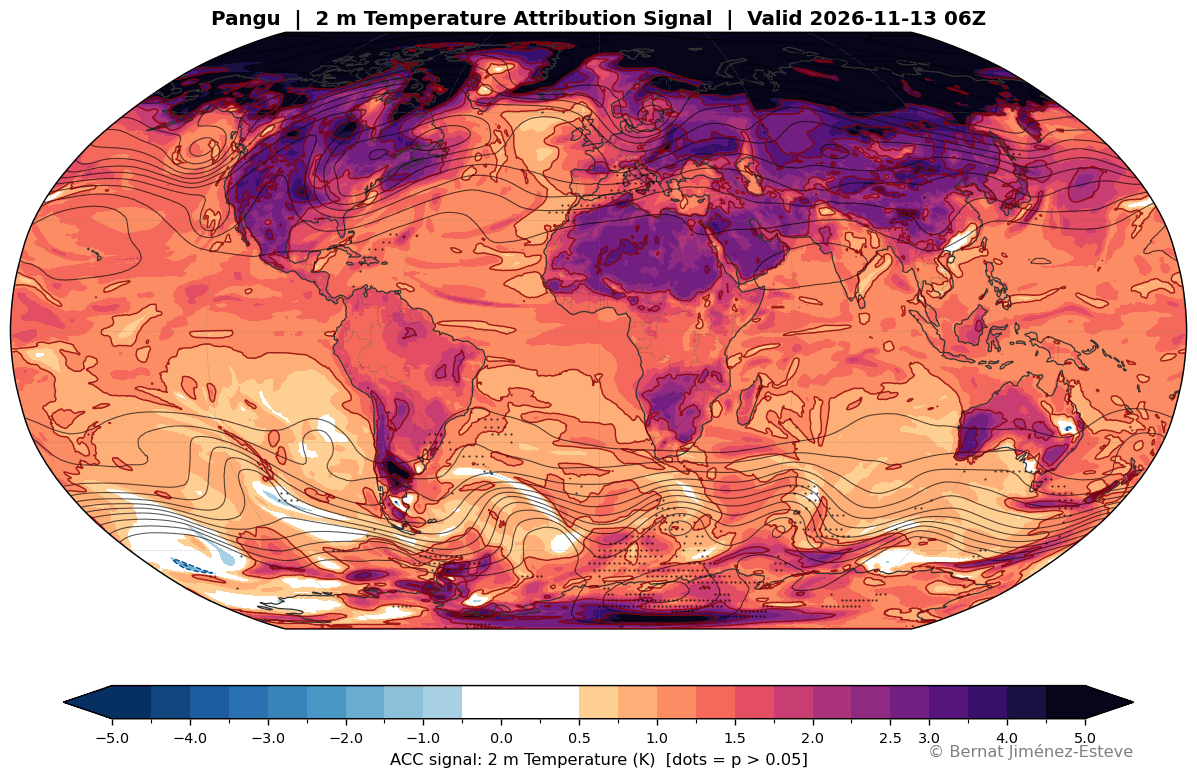 Pangu | 2 m Temperature Attribution Signal | Valid 2026-11-13 06Z
−5.0 −4.0 −3.0 −2.0 −1.0 0.0 0.5 1.0 1.5 2.0 2.5 3.0 4.0 5.0
© Bernat Jiménez-Esteve
ACC signal: 2 m Temperature (K) [dots = p > 0.05]